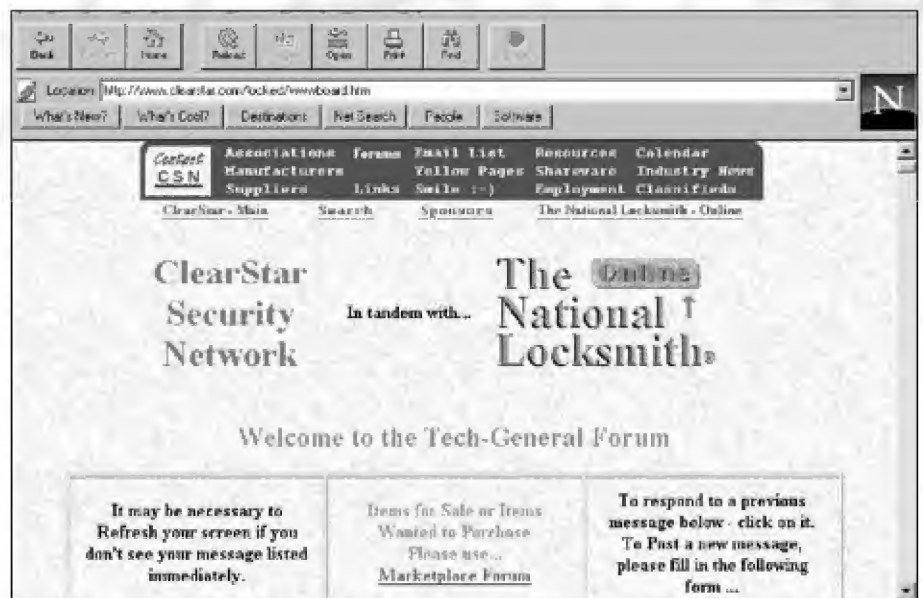 Back Home Reload Open Print Find
Location: http://www.clearstar.com/locked/wwwboard.htm
N
What's New? What's Cool? Destinations Net Search People Software
Contact CSN
Associations Forums Email List Resources Calendar
Manufacturers Yellow Pages Shareware Industry News
Suppliers Links Smile :-) Employment Classifieds
ClearStar - Main Search Sponsors The National Locksmith - Online
ClearStar
Security
Network
In tandem with...
The Online
National
Locksmith®
Welcome to the Tech-General Forum
It may be necessary to
Refresh your screen if you
don't see your message listed
immediately.
Items for Sale or Items
Wanted to Purchase
Please use...
Marketplace Forum
To respond to a previous
message below - click on it.
To Post a new message,
please fill in the following
form ...